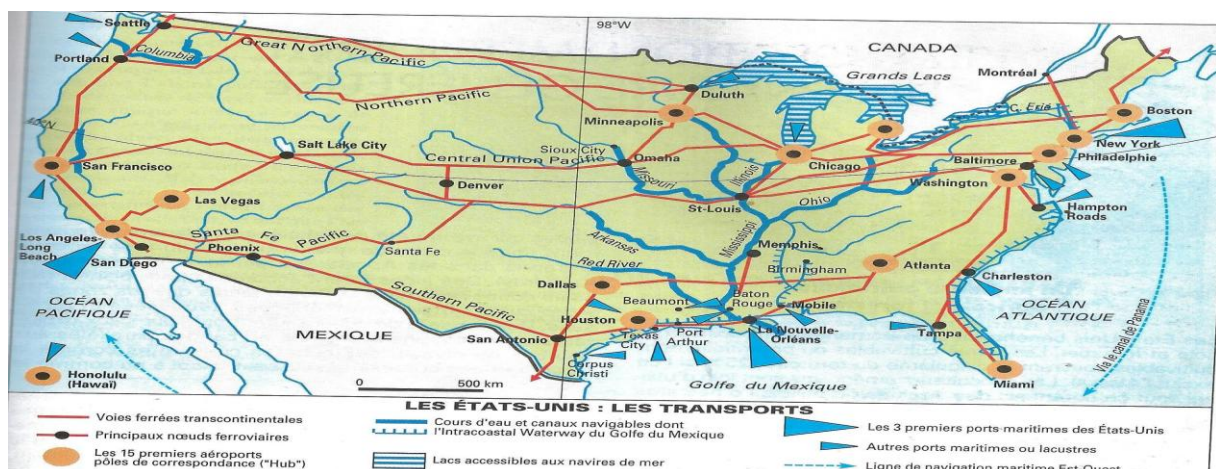 Seattle
98°W
CANADA
Columbia
Great Northern Pacific
Grands Lacs
Portland
Montréal
Duluth
Northern Pacific
C. Erié
Boston
Minneapolis
40°N
New York
Sioux City
Salt Lake City
Central Union Pacific
Omaha
Chicago
Baltimore
Philadelphie
San Francisco
Missouri
Illinois
Denver
Washington
Las Vegas
St-Louis
Ohio
Hampton
Roads
Santa Fe Pacific
Mississippi
Los Angeles-
Long
Beach
Phoenix
Santa Fe
Arkansas
Memphis
Birmingham
Atlanta
San Diego
Red River
Charleston
Dallas
Beaumont
Baton
Rouge
Mobile
OCÉAN
PACIFIQUE
Southern Pacific
OCÉAN
ATLANTIQUE
MEXIQUE
Houston
La Nouvelle-
Orléans
Tampa
San Antonio
Texas
City
Port
Arthur
Via le canal de Panama
Corpus
Christi
Honolulu
(Hawaï)
0 500 km
Golfe du Mexique
Miami
LES ÉTATS-UNIS : LES TRANSPORTS
Voies ferrées transcontinentales
Principaux nœuds ferroviaires
Les 15 premiers aéroports
pôles de correspondance ("Hub")
Cours d'eau et canaux navigables dont
l'Intracoastal Waterway du Golfe du Mexique
Lacs accessibles aux navires de mer
Les 3 premiers ports maritimes des États-Unis
Autres ports maritimes ou lacustres
Ligne de navigation maritime Est-Ouest